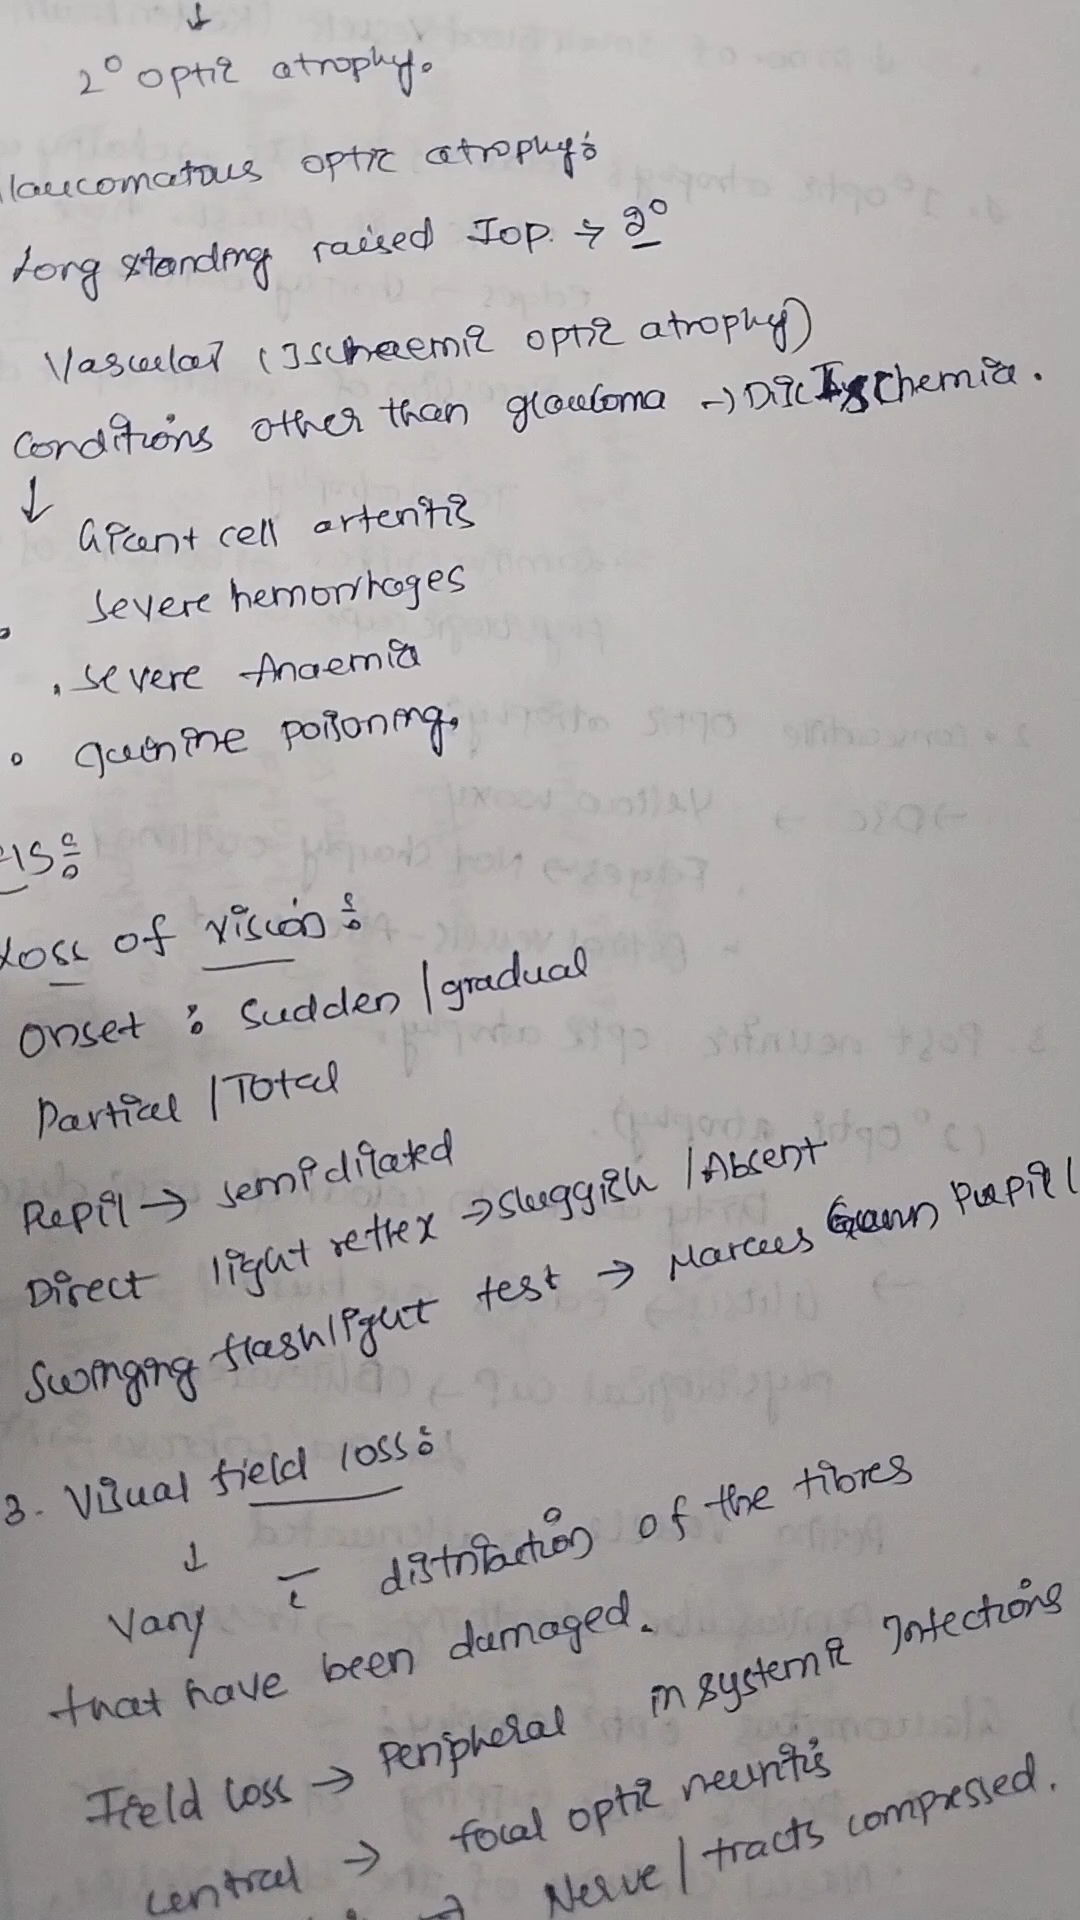 ↓
2° optic atrophy.
laucomatous optic atrophy:
Long standing raised Iop. → 2°
Vascular (Ischaemic optic atrophy)
Conditions other than glaucoma → Disc Ischemia.
↓
Giant cell arteritis
Severe hemorrhages
. severe Anaemia
o Quinine poisoning.
Loss of vision:
Onset : Sudden / gradual
Partial / Total
Pupil → semidilated
Direct light reflex → sluggish / Absent
Swinging flashlight test → Marcus Gunn Pupil
3. Visual field loss:
↓
Vary c̄ distribution of the fibres
that have been damaged.
Field loss → Peripheral in systemic Infections
central → focal optic neuritis
→ Nerve / tracts compressed.